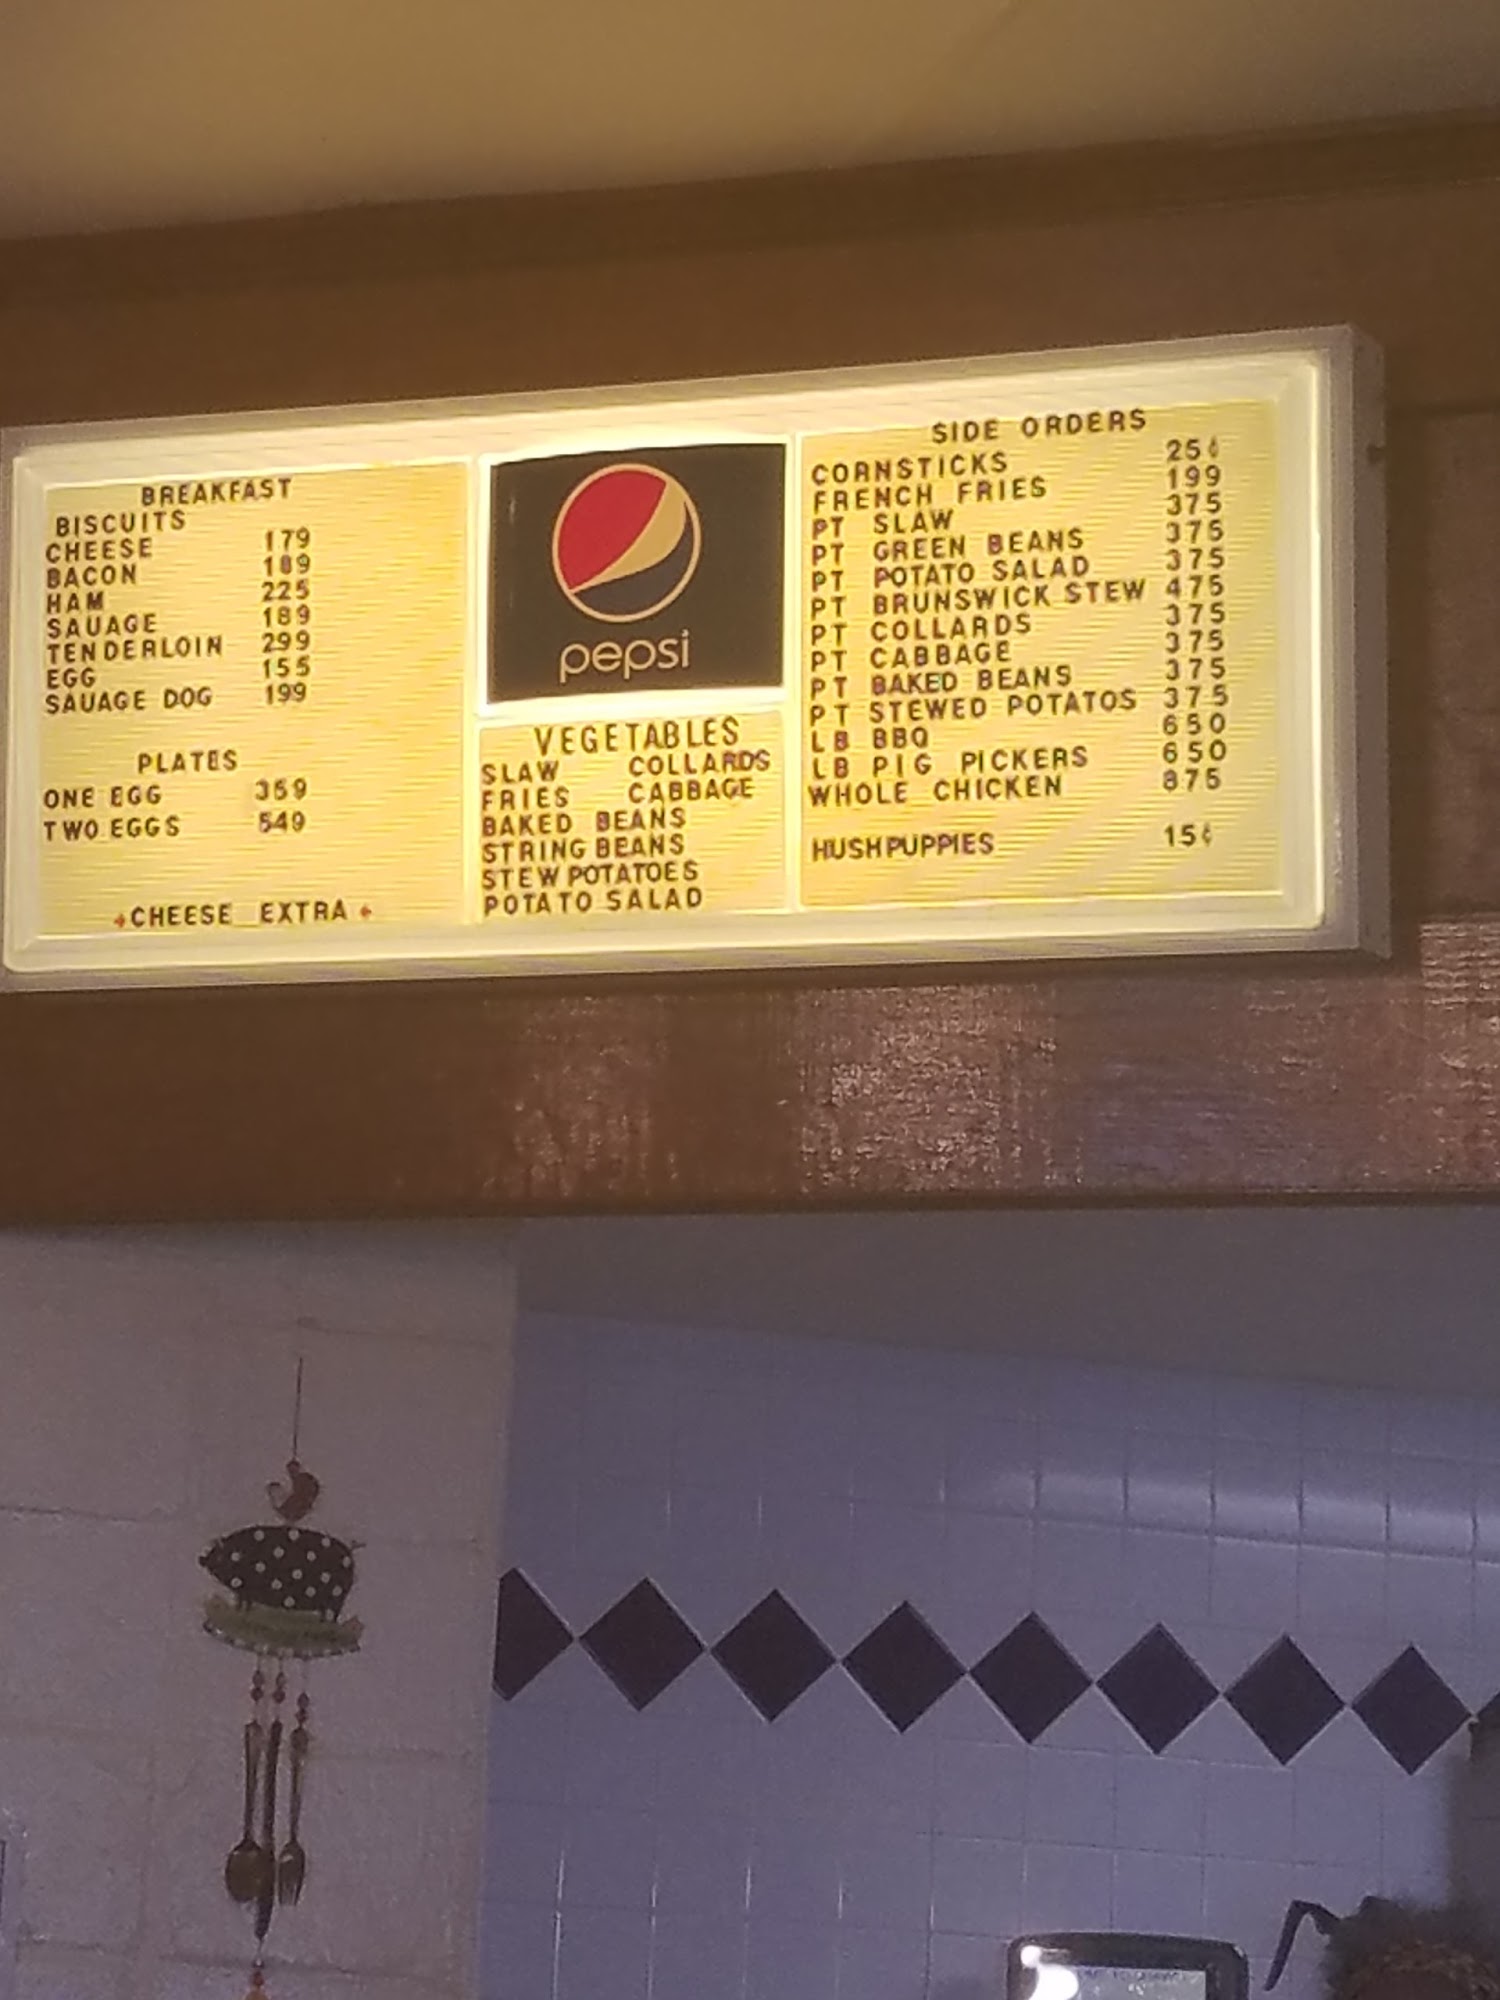 BREAKFAST
BISCUITS
CHEESE 179
BACON 189
HAM 225
SAUAGE 189
TENDERLOIN 299
EGG 155
SAUAGE DOG 199
PLATES
ONE EGG 359
TWO EGGS 549
CHEESE EXTRA
pepsi
VEGETABLES
SLAW COLLARDS
FRIES CABBAGE
BAKED BEANS
STRING BEANS
STEW POTATOES
POTATO SALAD
SIDE ORDERS
CORNSTICKS 25¢
FRENCH FRIES 199
PT SLAW 375
PT GREEN BEANS 375
PT POTATO SALAD 375
PT BRUNSWICK STEW 475
PT COLLARDS 375
PT CABBAGE 375
PT BAKED BEANS 375
PT STEWED POTATOS 375
LB BBQ 650
LB PIG PICKERS 650
WHOLE CHICKEN 875
HUSHPUPPIES 15¢